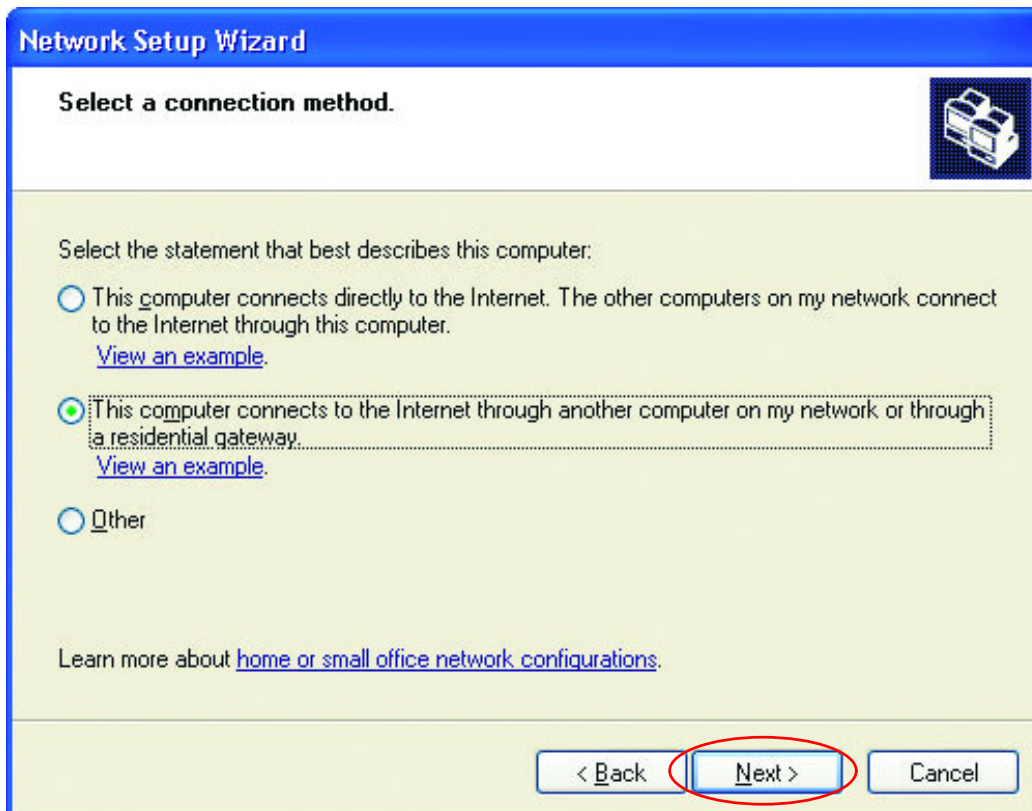 Network Setup Wizard
Select a connection method.
Select the statement that best describes this computer:
This computer connects directly to the Internet. The other computers on my network connect
to the Internet through this computer.
View an example.
This computer connects to the Internet through another computer on my network or through
a residential gateway.
View an example.
Other
Learn more about home or small office network configurations.
< Back Next > Cancel